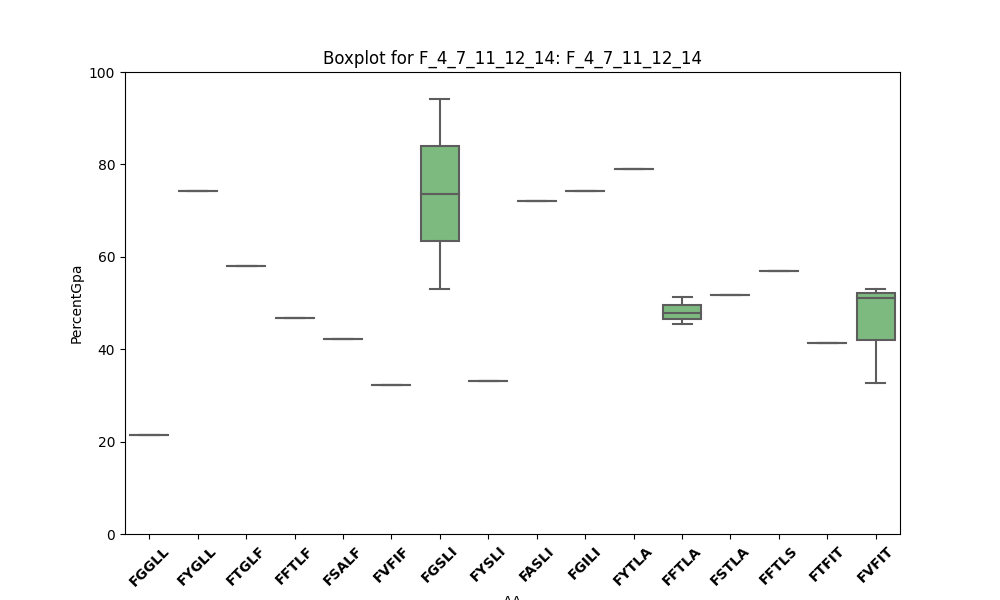 Boxplot for F_4_7_11_12_14: F_4_7_11_12_14
100
80
60
40
20
0
PercentGpa
FGGLL FYGLL FTGLF FFTLF FSALF FVFIF FGSLI FYSLI FASLI FGILI FYTLA FFTLA FSTLA FFTLS FTFIT FVFIT
AA